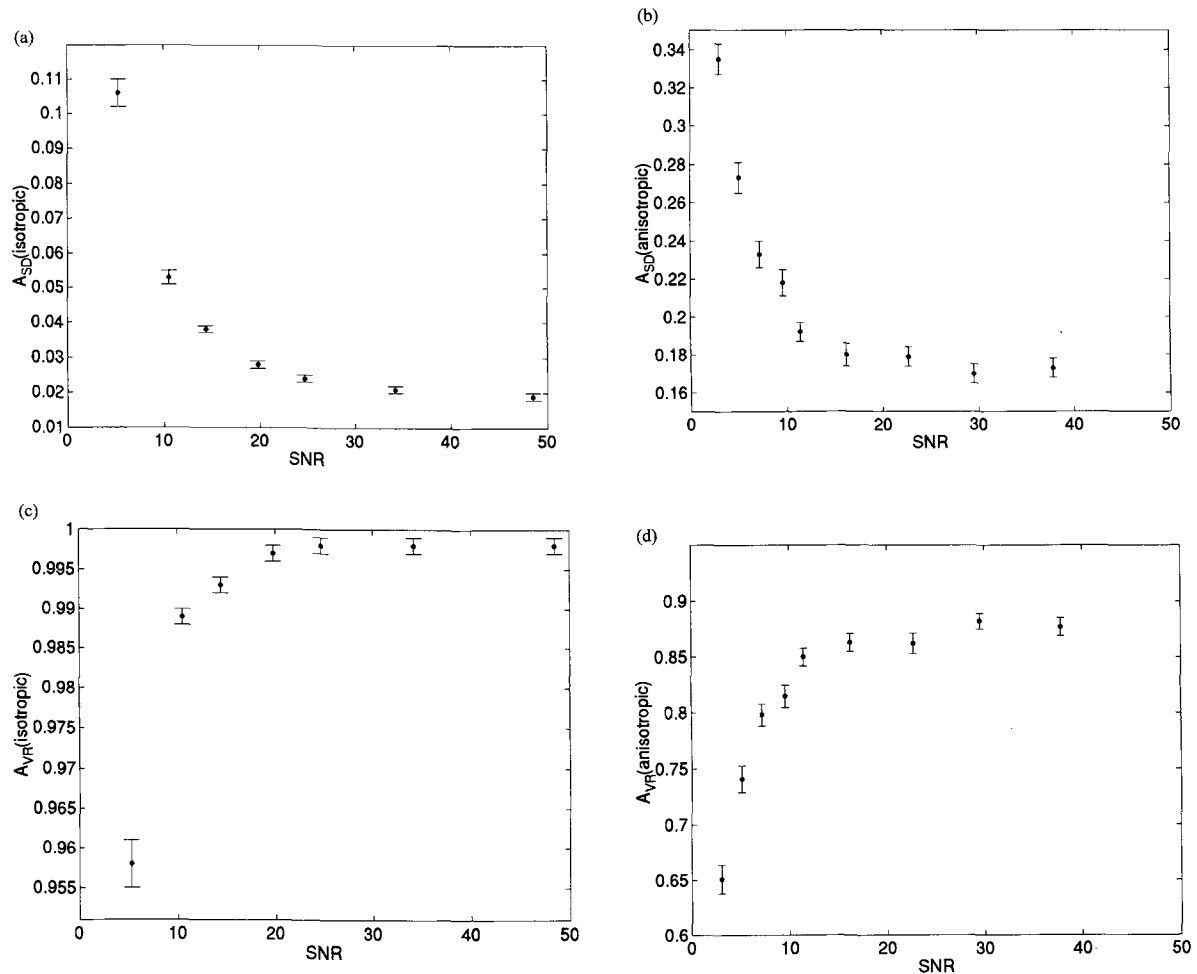 (a)
0.11
0.1
0.09
0.08
0.07
0.06
0.05
0.04
0.03
0.02
0.01
A_SD(isotropic)
0 10 20 30 40 50
SNR
(b)
0.34
0.32
0.3
0.28
0.26
0.24
0.22
0.2
0.18
0.16
A_SD(anisotropic)
0 10 20 30 40 50
SNR
(c)
1
0.995
0.99
0.985
0.98
0.975
0.97
0.965
0.96
0.955
A_VR(isotropic)
0 10 20 30 40 50
SNR
(d)
0.9
0.85
0.8
0.75
0.7
0.65
0.6
A_VR(anisotropic)
0 10 20 30 40 50
SNR